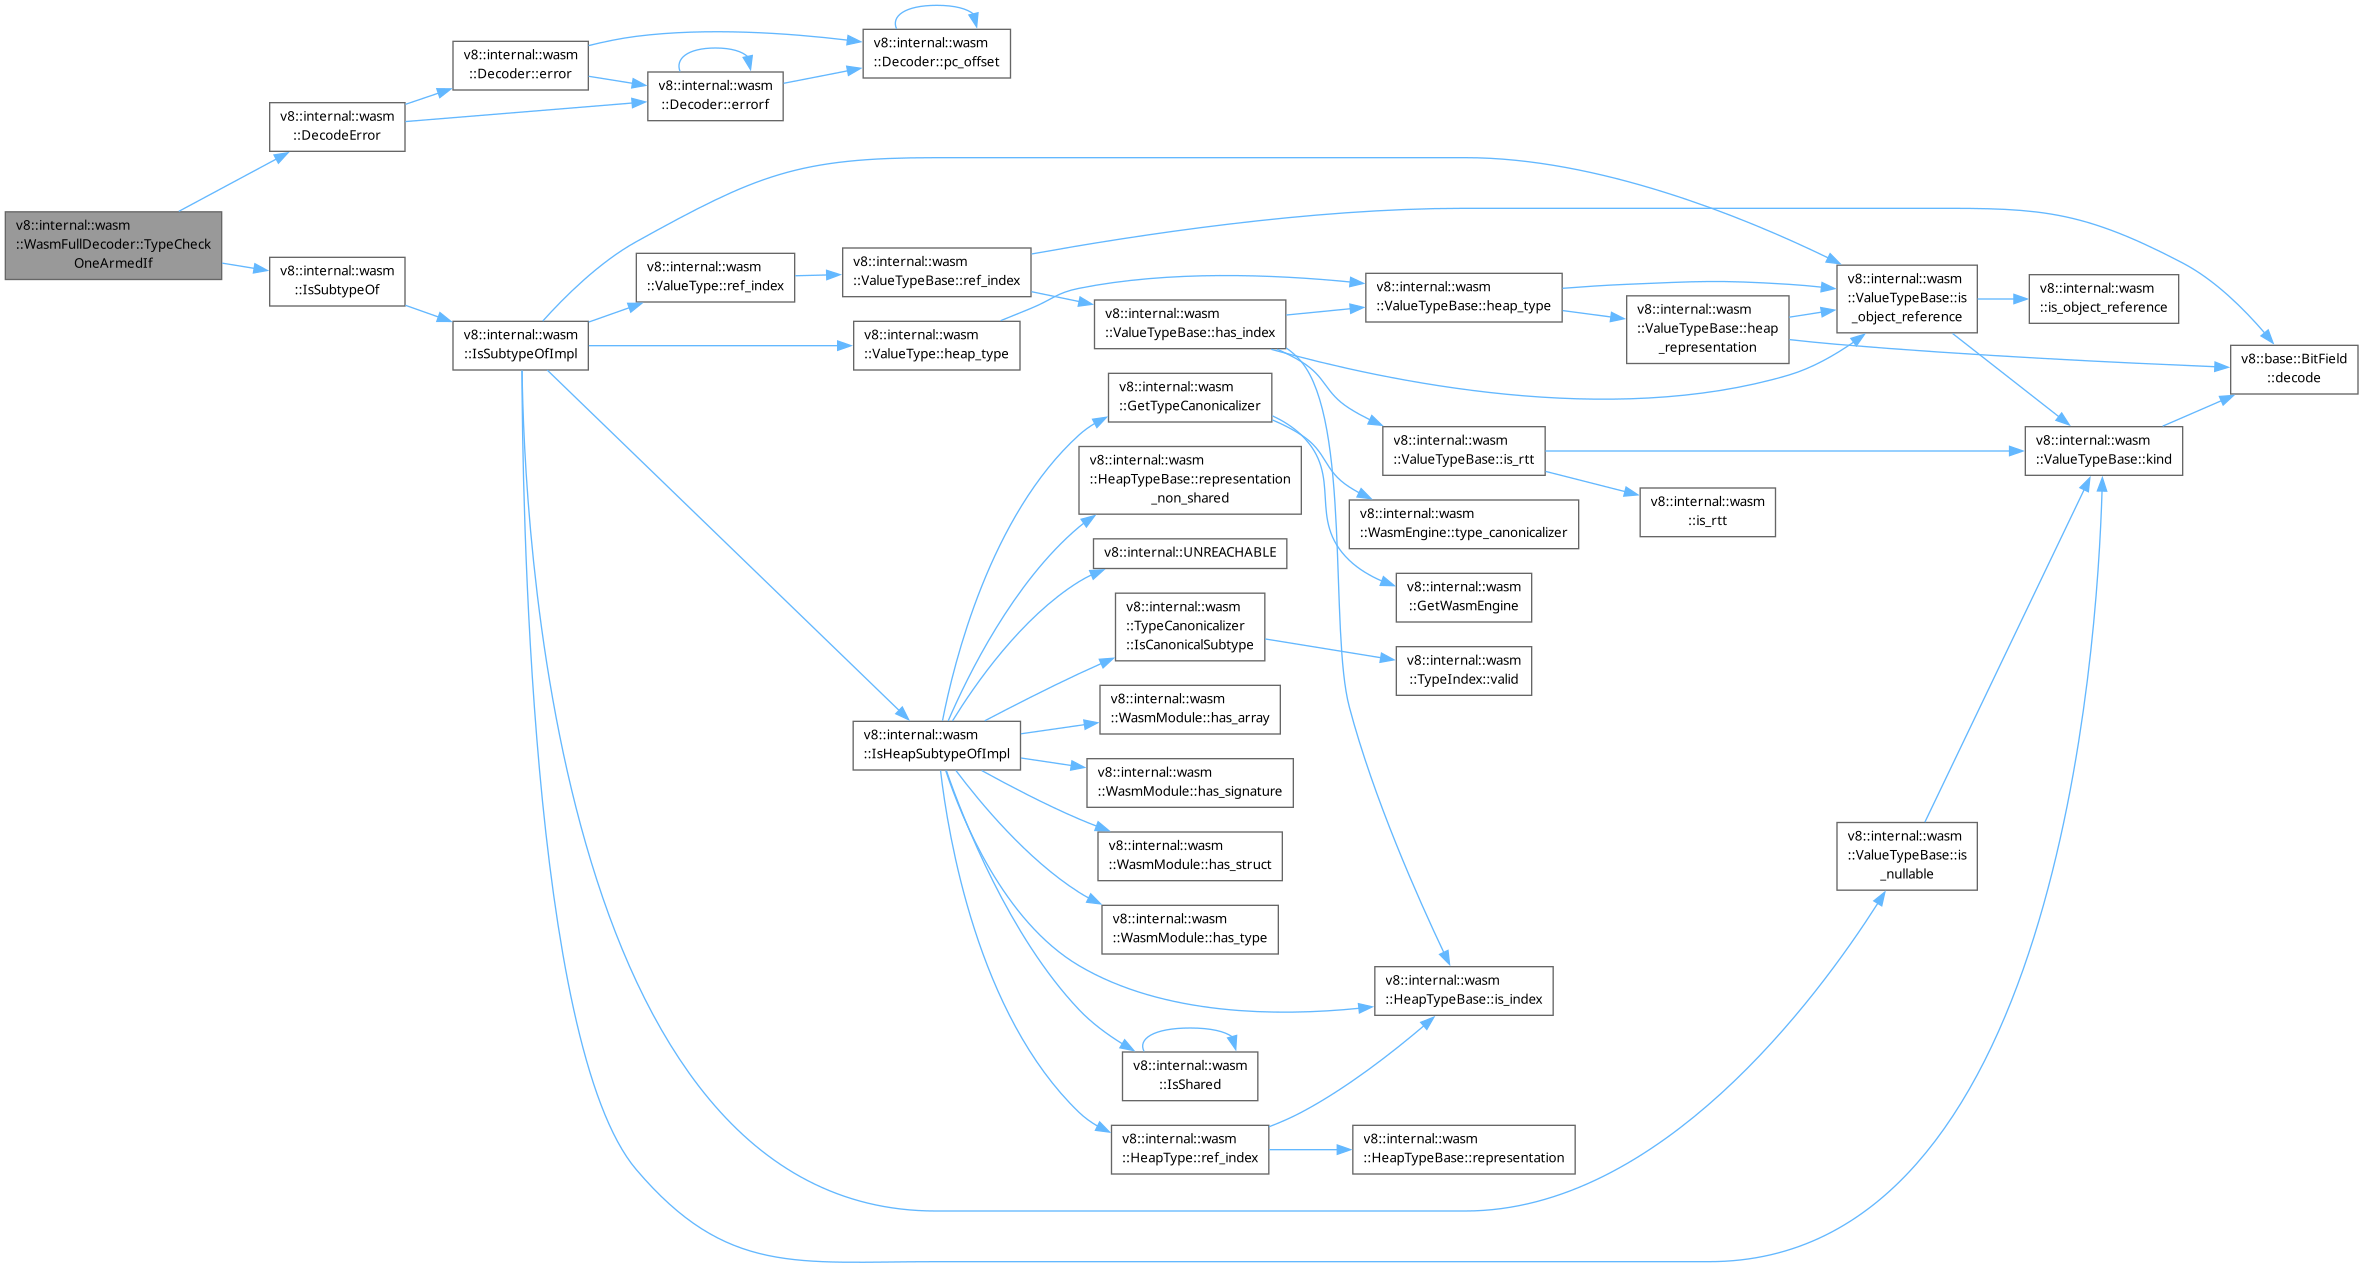 v8::internal::wasm
::WasmFullDecoder::TypeCheck
OneArmedIf
v8::internal::wasm
::DecodeError
v8::internal::wasm
::Decoder::error
v8::internal::wasm
::Decoder::errorf
v8::internal::wasm
::Decoder::pc_offset
v8::internal::wasm
::IsSubtypeOf
v8::internal::wasm
::IsSubtypeOfImpl
v8::internal::wasm
::ValueType::ref_index
v8::internal::wasm
::ValueTypeBase::ref_index
v8::internal::wasm
::ValueType::heap_type
v8::internal::wasm
::ValueTypeBase::has_index
v8::internal::wasm
::ValueTypeBase::heap_type
v8::internal::wasm
::ValueTypeBase::heap
_representation
v8::internal::wasm
::ValueTypeBase::is
_object_reference
v8::internal::wasm
::is_object_reference
v8::base::BitField
::decode
v8::internal::wasm
::ValueTypeBase::kind
v8::internal::wasm
::ValueTypeBase::is_rtt
v8::internal::wasm
::is_rtt
v8::internal::wasm
::GetTypeCanonicalizer
v8::internal::wasm
::HeapTypeBase::representation
_non_shared
v8::internal::wasm
::WasmEngine::type_canonicalizer
v8::internal::UNREACHABLE
v8::internal::wasm
::GetWasmEngine
v8::internal::wasm
::TypeCanonicalizer
::IsCanonicalSubtype
v8::internal::wasm
::TypeIndex::valid
v8::internal::wasm
::IsHeapSubtypeOfImpl
v8::internal::wasm
::WasmModule::has_array
v8::internal::wasm
::WasmModule::has_signature
v8::internal::wasm
::WasmModule::has_struct
v8::internal::wasm
::WasmModule::has_type
v8::internal::wasm
::ValueTypeBase::is
_nullable
v8::internal::wasm
::HeapTypeBase::is_index
v8::internal::wasm
::IsShared
v8::internal::wasm
::HeapType::ref_index
v8::internal::wasm
::HeapTypeBase::representation